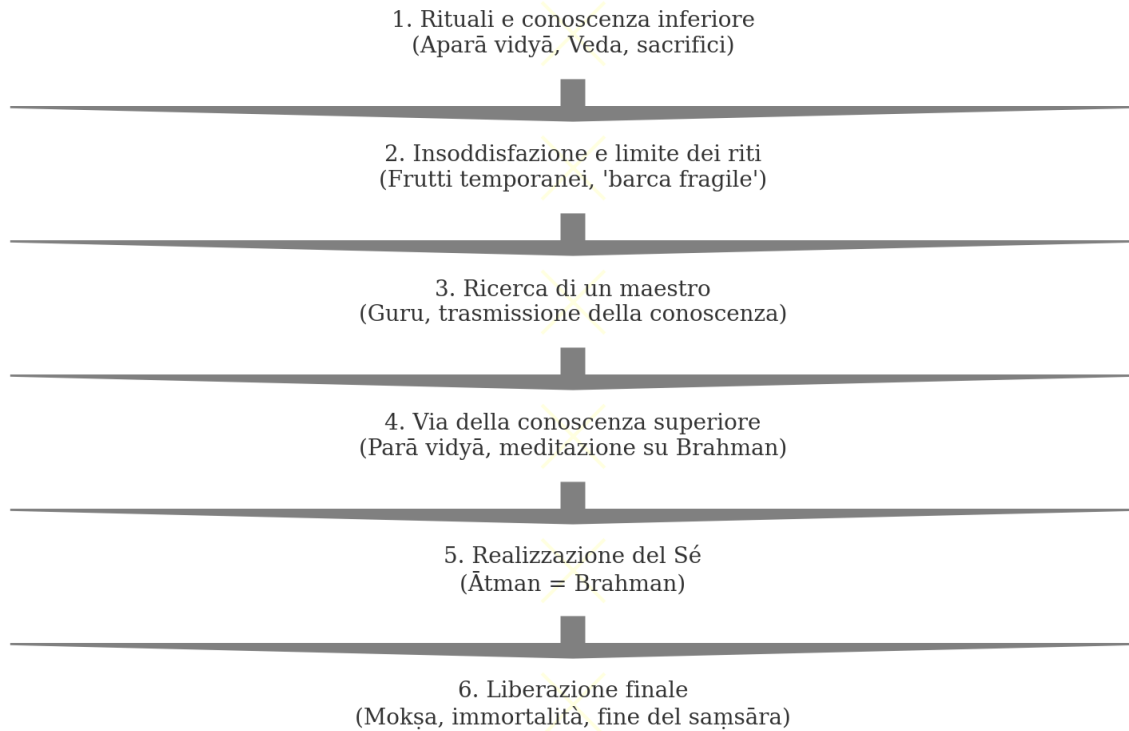 1. Rituali e conoscenza inferiore
(Aparā vidyā, Veda, sacrifici)
2. Insoddisfazione e limite dei riti
(Frutti temporanei, 'barca fragile')
3. Ricerca di un maestro
(Guru, trasmissione della conoscenza)
4. Via della conoscenza superiore
(Parā vidyā, meditazione su Brahman)
5. Realizzazione del Sé
(Ātman = Brahman)
6. Liberazione finale
(Mokṣa, immortalità, fine del saṃsāra)